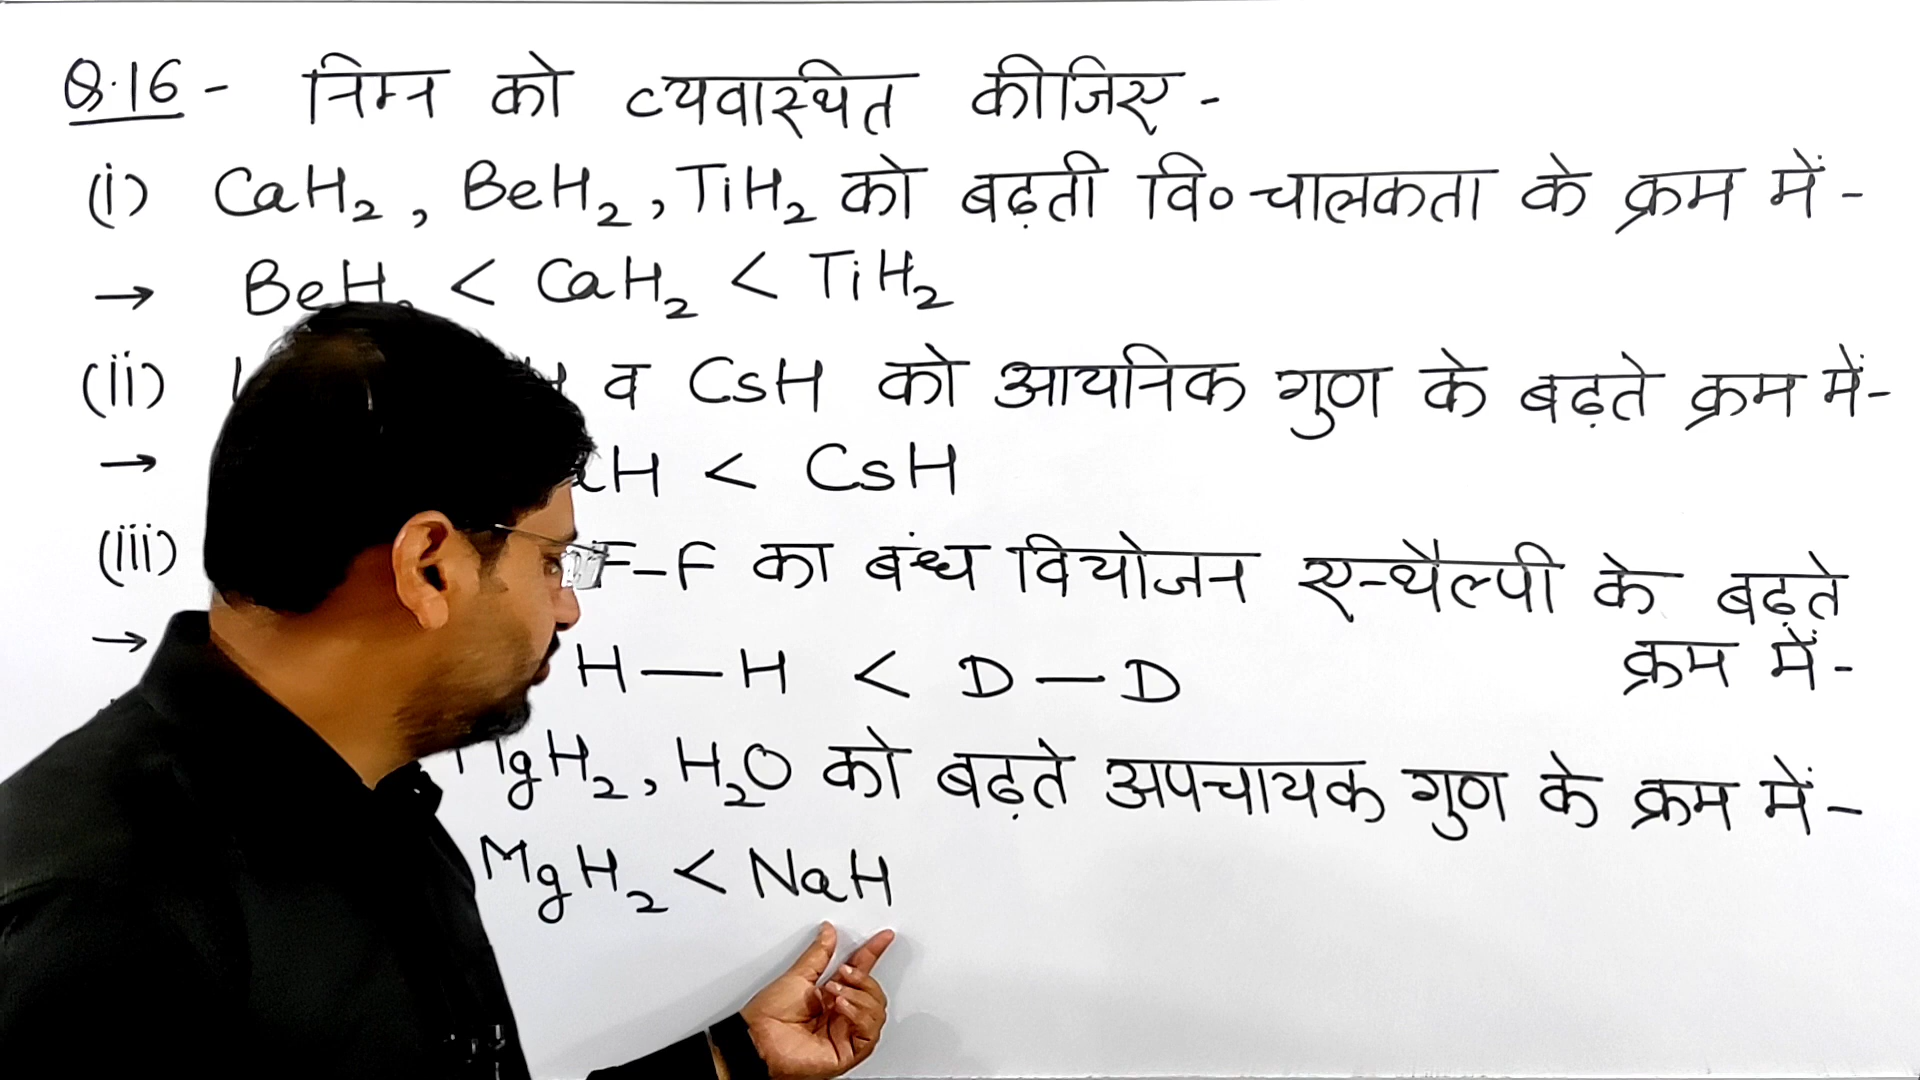 Q.16 - निम्न को व्यवस्थित कीजिए -
(i) CaH₂, BeH₂, TiH₂ को बढ़ती वि० चालकता के क्रम में -
→ BeH₂ < CaH₂ < TiH₂
(ii) व CsH को आयनिक गुण के बढ़ते क्रम में-
→ H < CsH
(iii) F-F का बंध वियोजन एन्थैल्पी के बढ़ते
क्रम में-
→ H—H < D—D
MgH₂, H₂O को बढ़ते अपचायक गुण के क्रम में-
MgH₂ < NaH